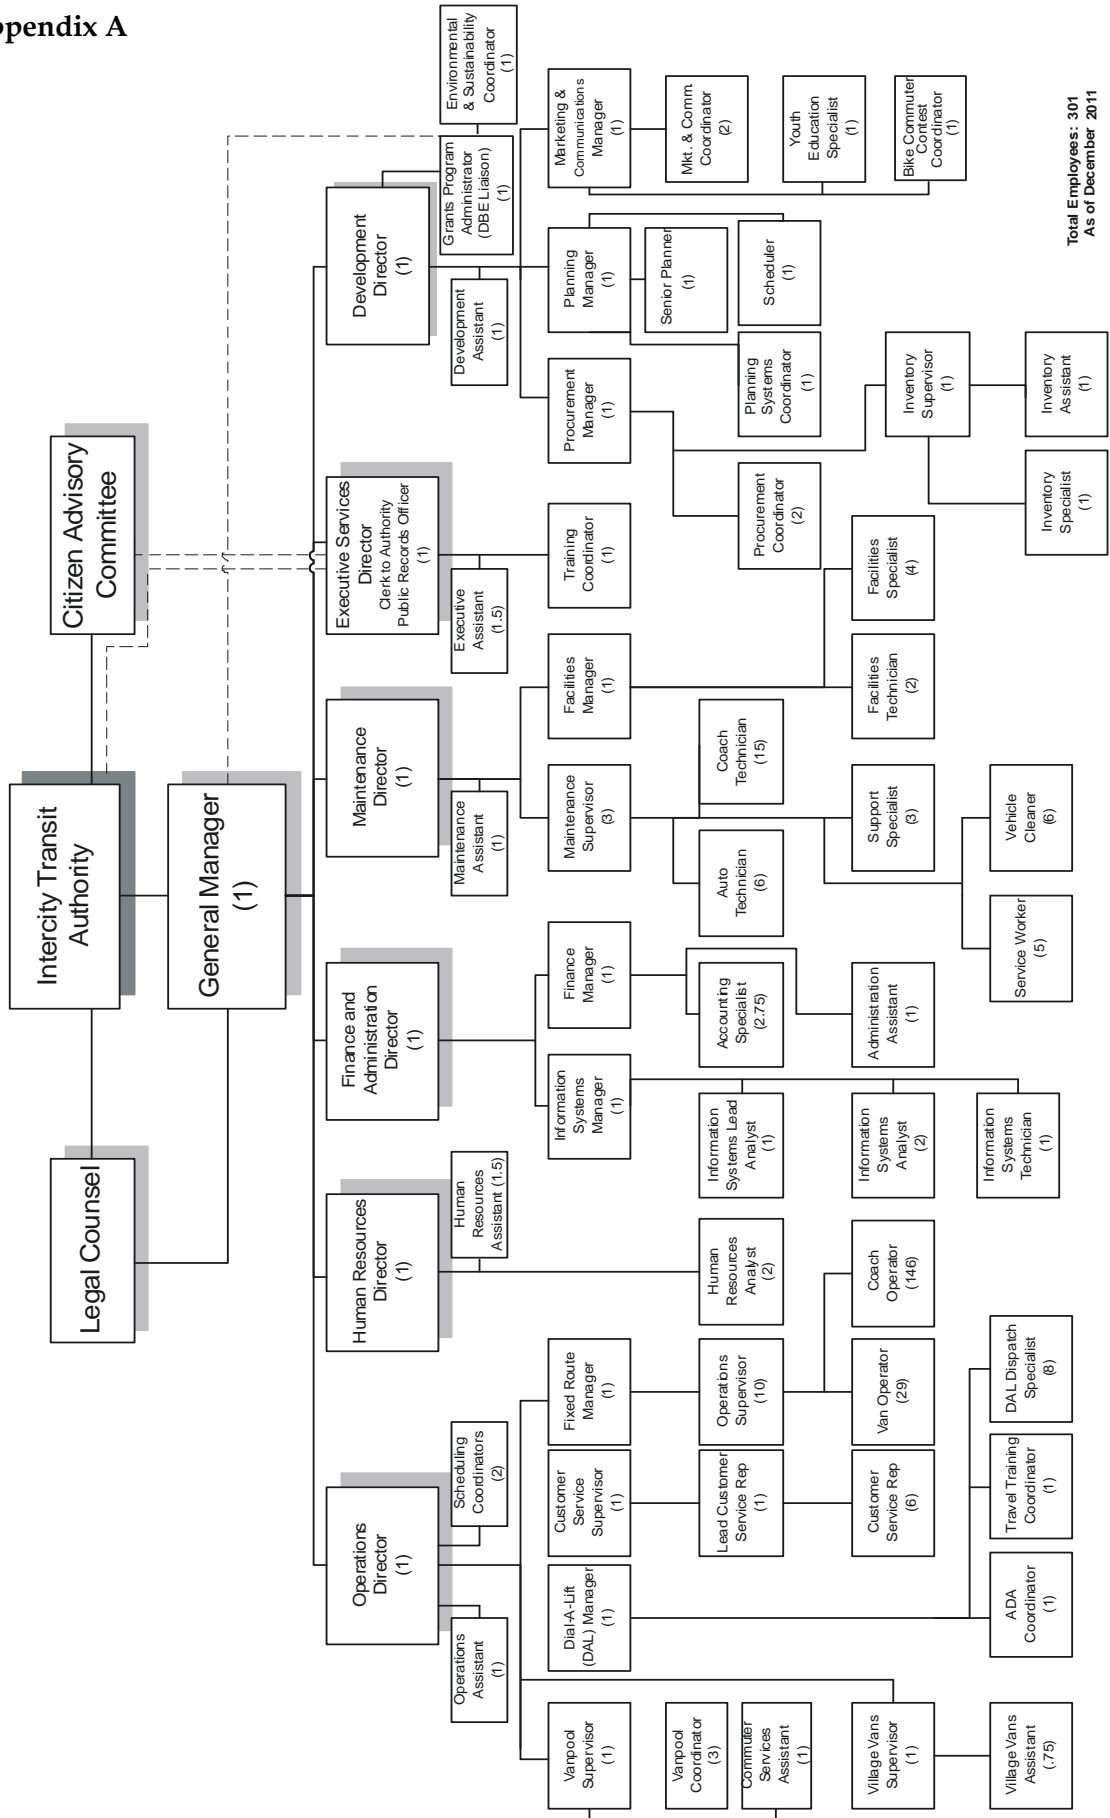 ppendix A
Intercity Transit
Authority
Legal Counsel
Citizen Advisory
Committee
General Manager
(1)
Operations
Director
(1)
Human Resources
Director
(1)
Finance and
Administration
Director
(1)
Maintenance
Director
(1)
Executive Services
Director
Clerk to Authority
Public Records Officer
(1)
Development
Director
(1)
Operations
Assistant
(1)
Scheduling
Coordinators
(2)
Human
Resources
Assistant (1.5)
Maintenance
Assistant
(1)
Executive
Assistant
(1.5)
Development
Assistant
(1)
Grants Program
Administrator
(DBE Liaison)
(1)
Environmental
& Sustainability
Coordinator
(1)
Vanpool
Supervisor
(1)
Dial-A-Lift
(DAL) Manager
(1)
Customer
Service
Supervisor
(1)
Fixed Route
Manager
(1)
Information
Systems
Manager
(1)
Finance
Manager
(1)
Maintenance
Supervisor
(3)
Facilities
Manager
(1)
Training
Coordinator
(1)
Procurement
Manager
(1)
Planning
Manager
(1)
Marketing &
Communications
Manager
(1)
Vanpool
Coordinator
(3)
Commuter
Services
Assistant
(1)
Lead Customer
Service Rep
(1)
Operations
Supervisor
(10)
Human
Resources
Analyst
(2)
Information
Systems Lead
Analyst
(1)
Accounting
Specialist
(2.75)
Auto
Technician
(6)
Coach
Technician
(15)
Procurement
Coordinator
(2)
Planning
Systems
Coordinator
(1)
Senior Planner
(1)
Scheduler
(1)
Mkt. & Comm.
Coordinator
(2)
Youth
Education
Specialist
(1)
Bike Commuter
Contest
Coordinator
(1)
Village Vans
Supervisor
(1)
Customer
Service Rep
(6)
Van Operator
(29)
Coach
Operator
(146)
Information
Systems
Analyst
(2)
Administration
Assistant
(1)
Support
Specialist
(3)
Facilities
Technician
(2)
Facilities
Specialist
(4)
Inventory
Supervisor
(1)
Village Vans
Assistant
(.75)
ADA
Coordinator
(1)
Travel Training
Coordinator
(1)
DAL Dispatch
Specialist
(8)
Information
Systems
Technician
(1)
Service Worker
(5)
Vehicle
Cleaner
(6)
Inventory
Specialist
(1)
Inventory
Assistant
(1)
Total Employees: 301
As of December 2011